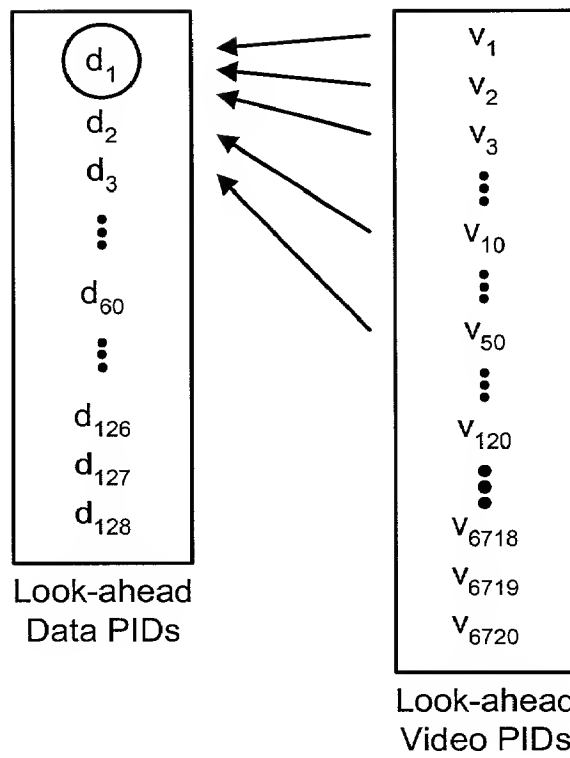 d₁
d₂
d₃
d₆₀
d₁₂₆
d₁₂₇
d₁₂₈
Look-ahead
Data PIDs
v₁
v₂
v₃
v₁₀
v₅₀
v₁₂₀
v₆₇₁₈
v₆₇₁₉
v₆₇₂₀
Look-ahead
Video PIDs